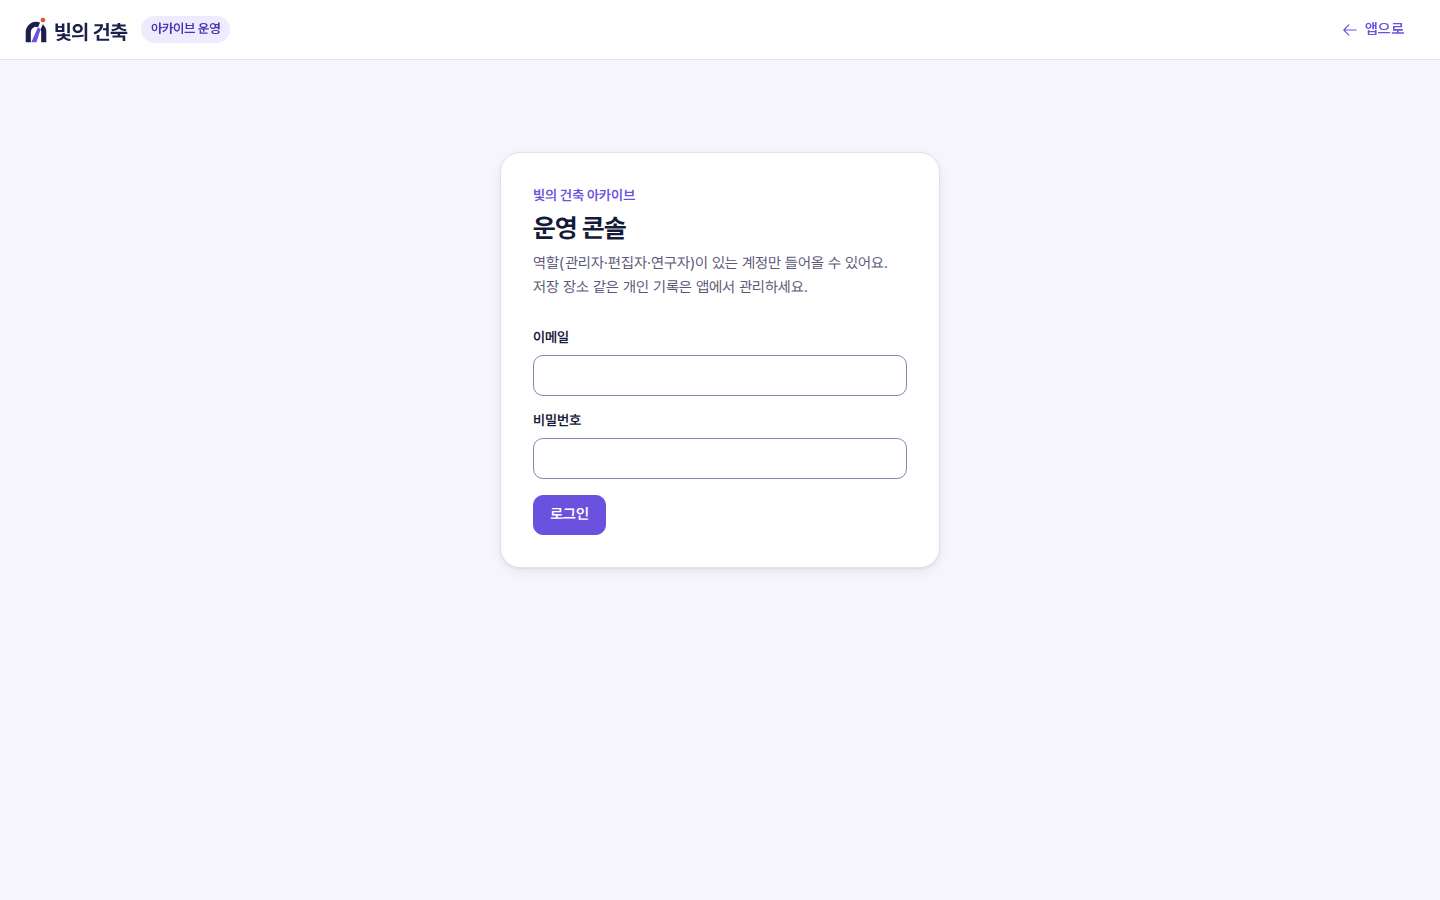 빛의 건축
아카이브 운영
← 앱으로
빛의 건축 아카이브
운영 콘솔
역할(관리자·편집자·연구자)이 있는 계정만 들어올 수 있어요.
저장 장소 같은 개인 기록은 앱에서 관리하세요.
이메일
비밀번호
로그인